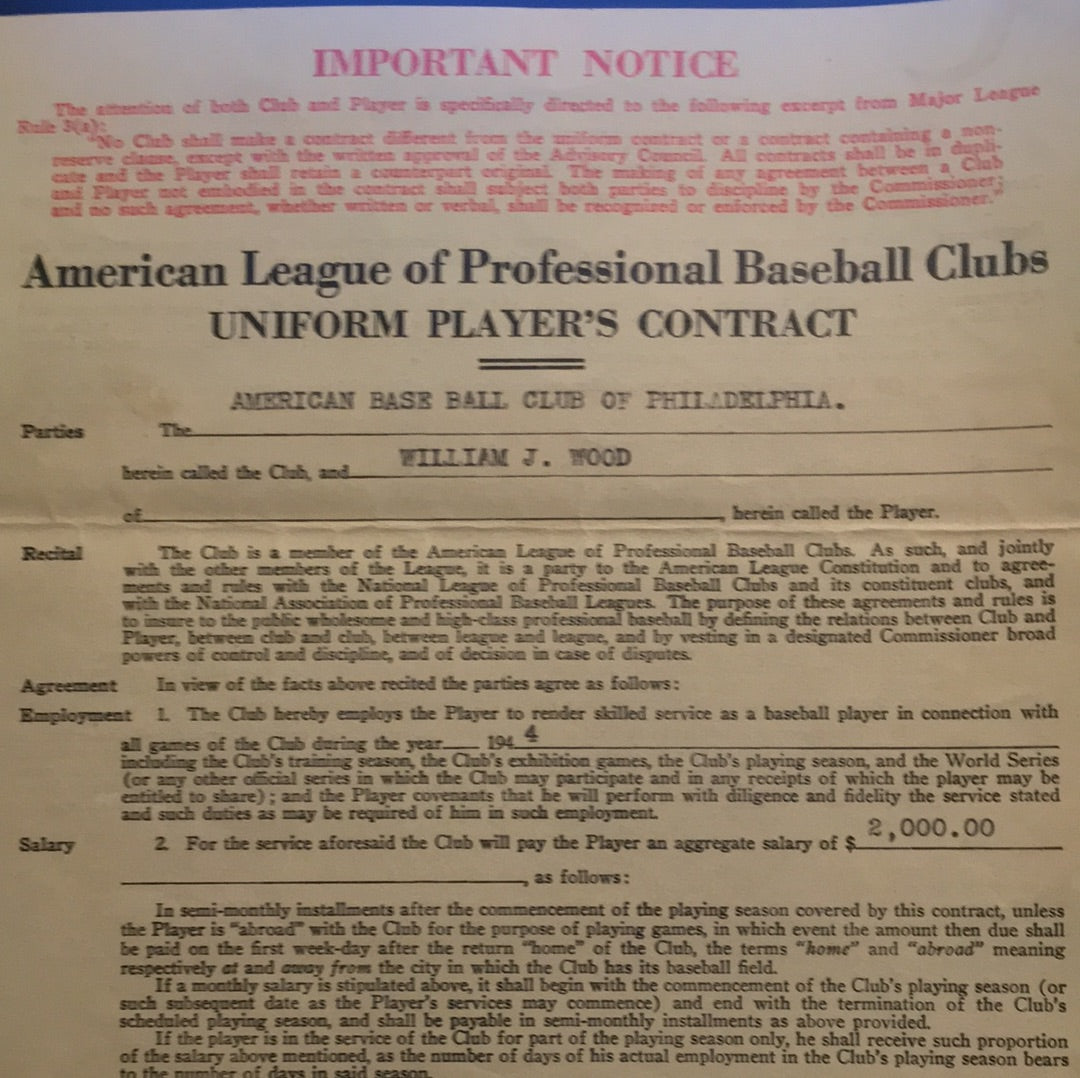 IMPORTANT NOTICE
The attention of both Club and Player is specifically directed to the following excerpt from Major League
Rule 3(a):
"No Club shall make a contract different from the uniform contract or a contract containing a non-
reserve clause, except with the written approval of the Advisory Council. All contracts shall be in dupli-
cate and the Player shall retain a counterpart original. The making of any agreement between a Club
and Player not embodied in the contract shall subject both parties to discipline by the Commissioner;
and no such agreement, whether written or verbal, shall be recognized or enforced by the Commissioner."
American League of Professional Baseball Clubs
UNIFORM PLAYER'S CONTRACT
AMERICAN BASE BALL CLUB OF PHILADELPHIA.
Parties The
herein called the Club, and WILLIAM J. WOOD
of , herein called the Player.
Recital The Club is a member of the American League of Professional Baseball Clubs. As such, and jointly
with the other members of the League, it is a party to the American League Constitution and to agree-
ments and rules with the National League of Professional Baseball Clubs and its constituent clubs, and
with the National Association of Professional Baseball Leagues. The purpose of these agreements and rules is
to insure to the public wholesome and high-class professional baseball by defining the relations between Club and
Player, between club and club, between league and league, and by vesting in a designated Commissioner broad
powers of control and discipline, and of decision in case of disputes.
Agreement In view of the facts above recited the parties agree as follows:
Employment 1. The Club hereby employs the Player to render skilled service as a baseball player in connection with
all games of the Club during the year 194 4
including the Club's training season, the Club's exhibition games, the Club's playing season, and the World Series
(or any other official series in which the Club may participate and in any receipts of which the player may be
entitled to share); and the Player covenants that he will perform with diligence and fidelity the service stated
and such duties as may be required of him in such employment.
Salary 2. For the service aforesaid the Club will pay the Player an aggregate salary of $ 2,000.00
, as follows:
In semi-monthly installments after the commencement of the playing season covered by this contract, unless
the Player is "abroad" with the Club for the purpose of playing games, in which event the amount then due shall
be paid on the first week-day after the return "home" of the Club, the terms "home" and "abroad" meaning
respectively at and away from the city in which the Club has its baseball field.
If a monthly salary is stipulated above, it shall begin with the commencement of the Club's playing season (or
such subsequent date as the Player's services may commence) and end with the termination of the Club's
scheduled playing season, and shall be payable in semi-monthly installments as above provided.
If the player is in the service of the Club for part of the playing season only, he shall receive such proportion
of the salary above mentioned, as the number of days of his actual employment in the Club's playing season bears
to the number of days in said season.